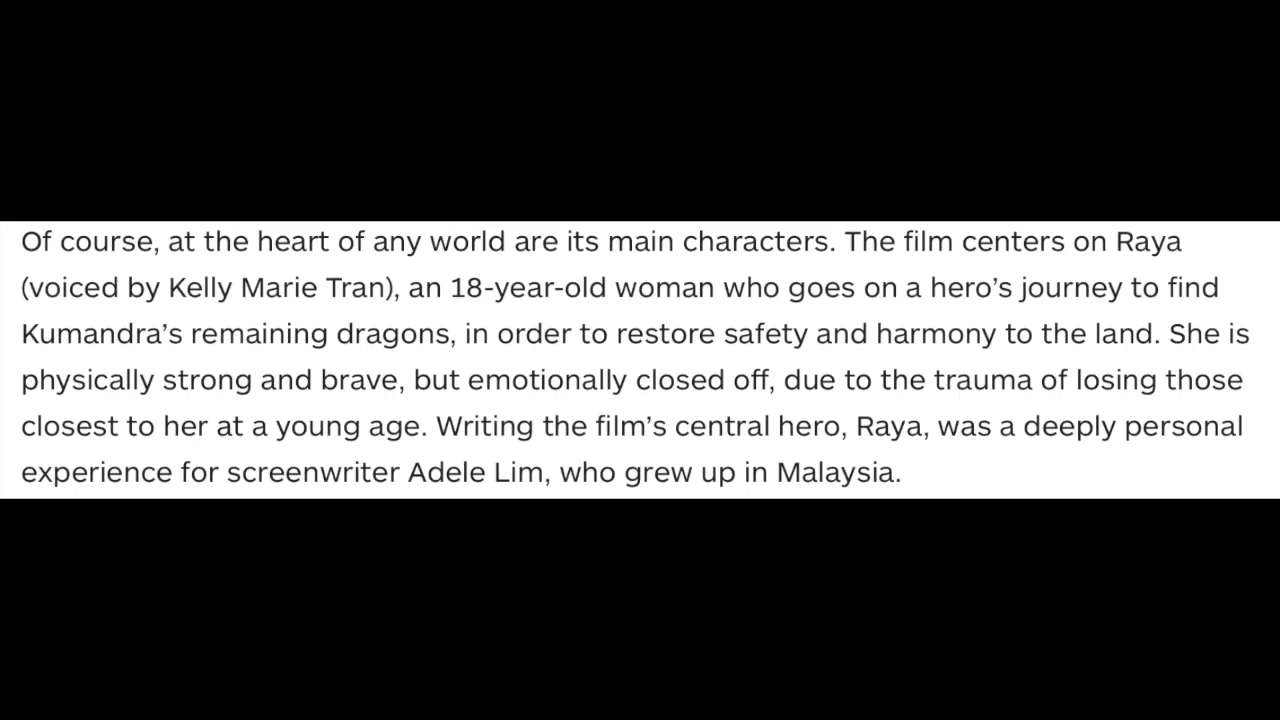 Of course, at the heart of any world are its main characters. The film centers on Raya
(voiced by Kelly Marie Tran), an 18-year-old woman who goes on a hero’s journey to find
Kumandra’s remaining dragons, in order to restore safety and harmony to the land. She is
physically strong and brave, but emotionally closed off, due to the trauma of losing those
closest to her at a young age. Writing the film’s central hero, Raya, was a deeply personal
experience for screenwriter Adele Lim, who grew up in Malaysia.